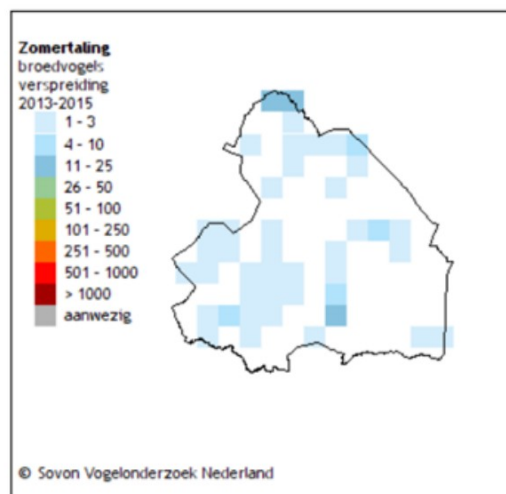 Zomertaling
broedvogels
verspreiding
2013-2015
1 - 3
4 - 10
11 - 25
26 - 50
51 - 100
101 - 250
251 - 500
501 - 1000
> 1000
aanwezig
© Sovon Vogelonderzoek Nederland